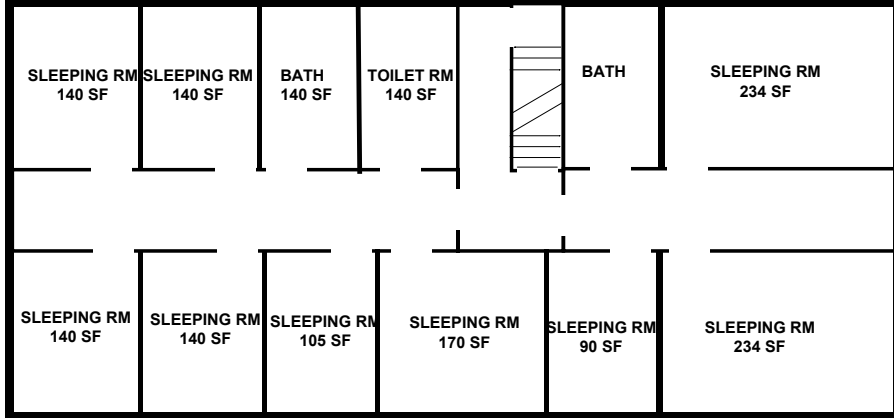 SLEEPING RM
140 SF
SLEEPING RM
140 SF
BATH
140 SF
TOILET RM
140 SF
BATH
SLEEPING RM
234 SF
SLEEPING RM
140 SF
SLEEPING RM
140 SF
SLEEPING RM
105 SF
SLEEPING RM
170 SF
SLEEPING RM
90 SF
SLEEPING RM
234 SF